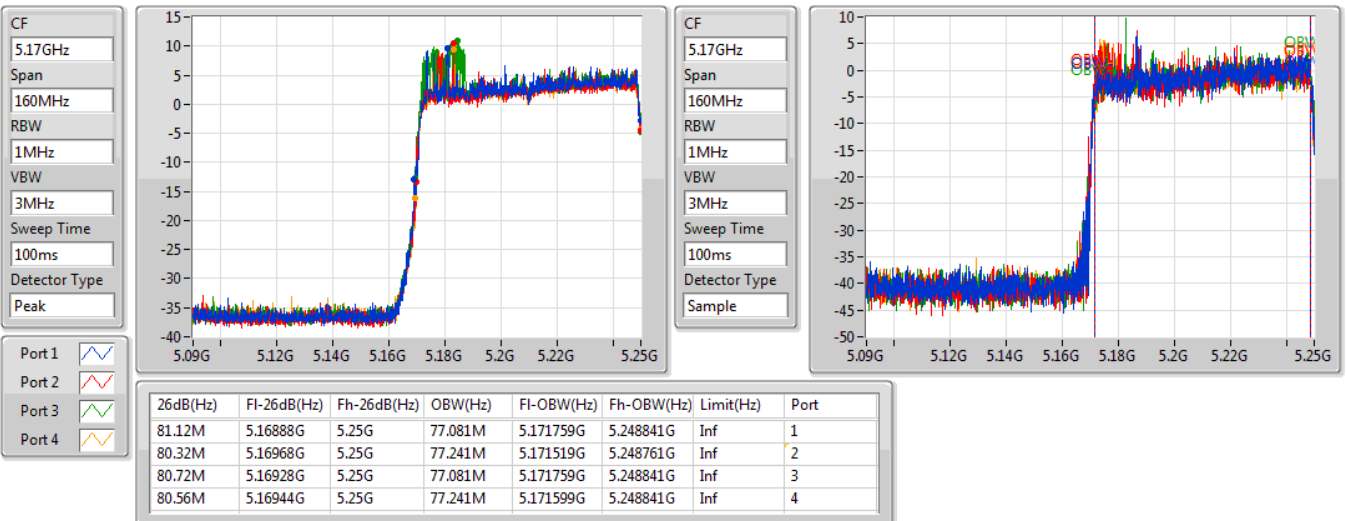 CF
5.17GHz
Span
160MHz
RBW
1MHz
VBW
3MHz
Sweep Time
100ms
Detector Type
Peak
15
10
5
0
-5
-10
-15
-20
-25
-30
-35
-40
5.09G 5.12G 5.14G 5.16G 5.18G 5.2G 5.22G 5.25G
CF
5.17GHz
Span
160MHz
RBW
1MHz
VBW
3MHz
Sweep Time
100ms
Detector Type
Sample
10
5
0
-5
-10
-15
-20
-25
-30
-35
-40
-45
-50
5.09G 5.12G 5.14G 5.16G 5.18G 5.2G 5.22G 5.25G
Port 1
Port 2
Port 3
Port 4
26dB(Hz) Fl-26dB(Hz) Fh-26dB(Hz) OBW(Hz) Fl-OBW(Hz) Fh-OBW(Hz) Limit(Hz) Port
81.12M 5.16888G 5.25G 77.081M 5.171759G 5.248841G Inf 1
80.32M 5.16968G 5.25G 77.241M 5.171519G 5.248761G Inf 2
80.72M 5.16928G 5.25G 77.081M 5.171759G 5.248841G Inf 3
80.56M 5.16944G 5.25G 77.241M 5.171599G 5.248841G Inf 4